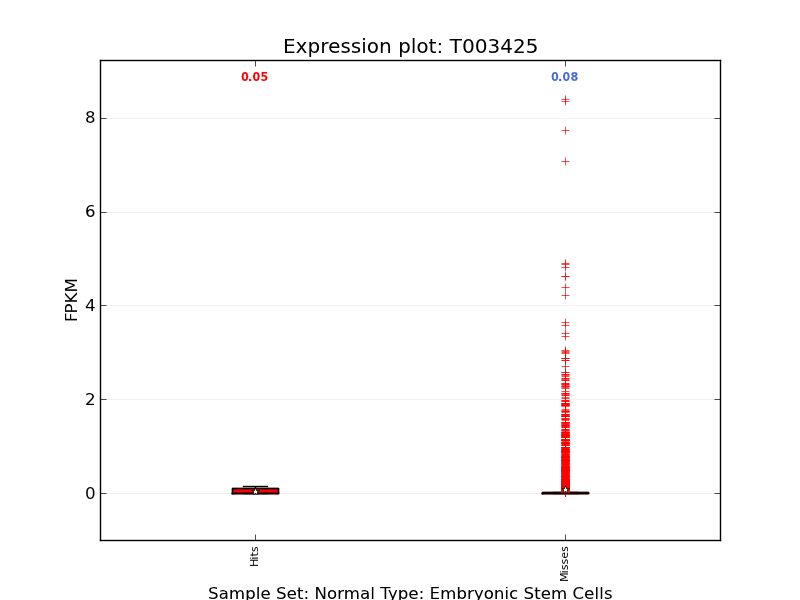 Expression plot: T003425
0.05 0.08
8
6
4
2
0
FPKM
Hits Misses
Sample Set: Normal Type: Embryonic Stem Cells